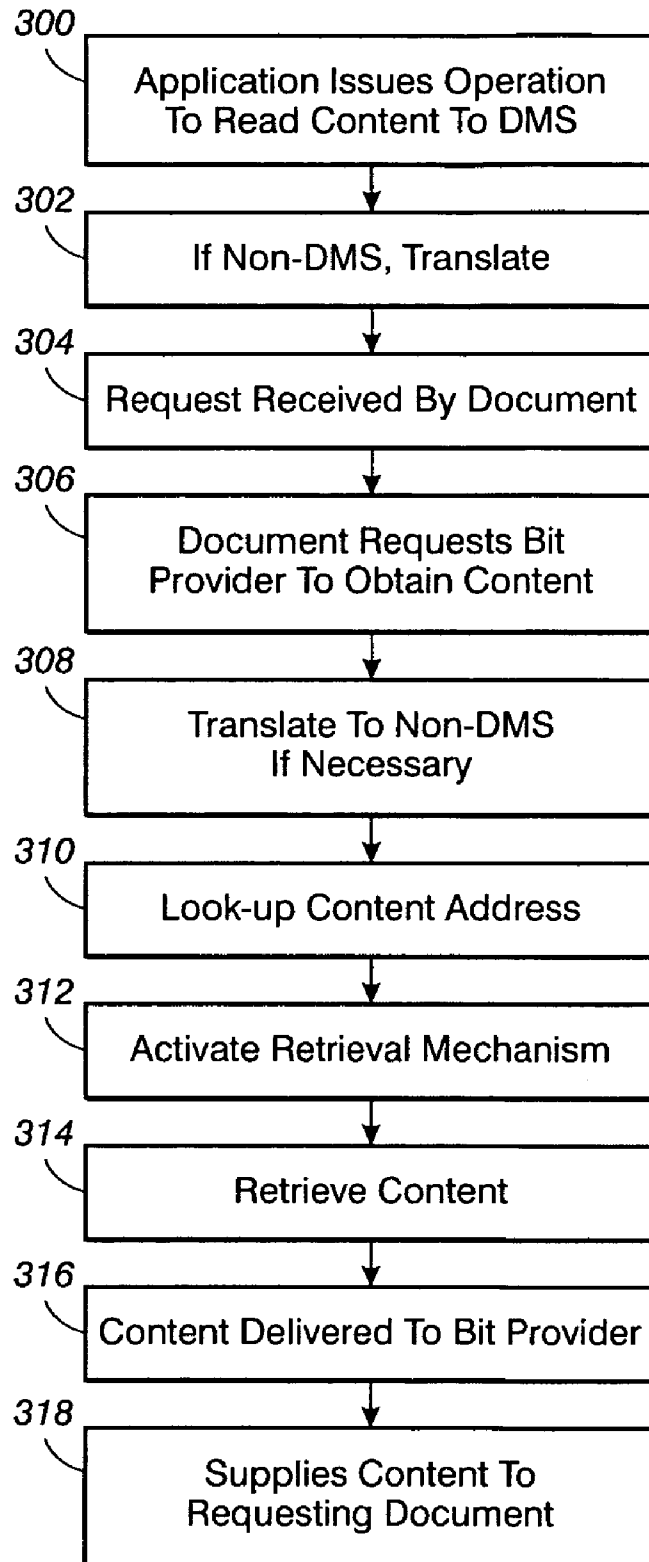 300
Application Issues Operation
To Read Content To DMS
302
If Non-DMS, Translate
304
Request Received By Document
306
Document Requests Bit
Provider To Obtain Content
308
Translate To Non-DMS
If Necessary
310
Look-up Content Address
312
Activate Retrieval Mechanism
314
Retrieve Content
316
Content Delivered To Bit Provider
318
Supplies Content To
Requesting Document